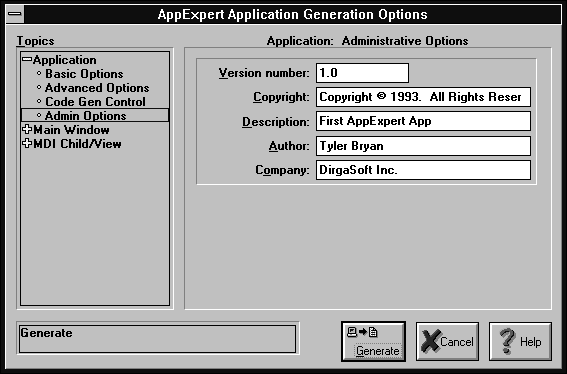 AppExpert Application Generation Options
Topics
Application
Basic Options
Advanced Options
Code Gen Control
Admin Options
Main Window
MDI Child/View
Application: Administrative Options
Version number: 1.0
Copyright: Copyright © 1993. All Rights Reser
Description: First AppExpert App
Author: Tyler Bryan
Company: DirgaSoft Inc.
Generate
Generate
Cancel
? Help